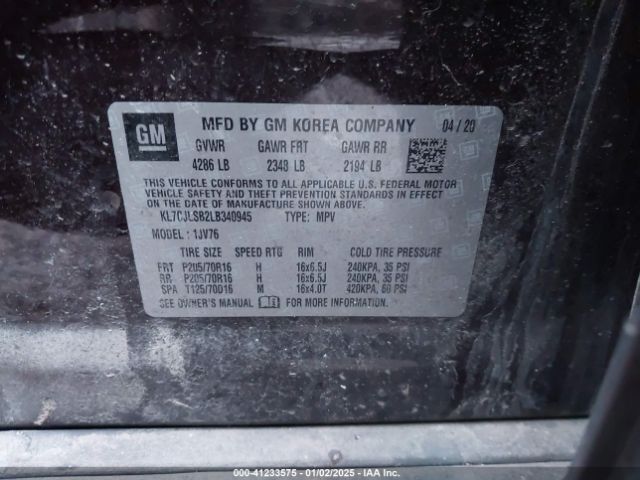 GM
MFD BY GM KOREA COMPANY 04 / 20
GVWR GAWR FRT GAWR RR
4286 LB 2348 LB 2194 LB
THIS VEHICLE CONFORMS TO ALL APPLICABLE U.S. FEDERAL MOTOR
VEHICLE SAFETY AND THEFT PREVENTION STANDARDS IN EFFECT
ON THE DATE OF MANUFACTURE SHOWN ABOVE.
KL7CJLSB2LB340945 TYPE: MPV
MODEL : 1JV76
TIRE SIZE SPEED RTG RIM COLD TIRE PRESSURE
FRT P205/70R16 H 16x6.5J 240KPA, 35 PSI
RR P205/70R16 H 16x6.5J 240KPA, 35 PSI
SPA T125/70D16 M 16x4.0T 420KPA, 60 PSI
SEE OWNER'S MANUAL FOR MORE INFORMATION.
000-41233575 - 01/02/2025 - IAA Inc.